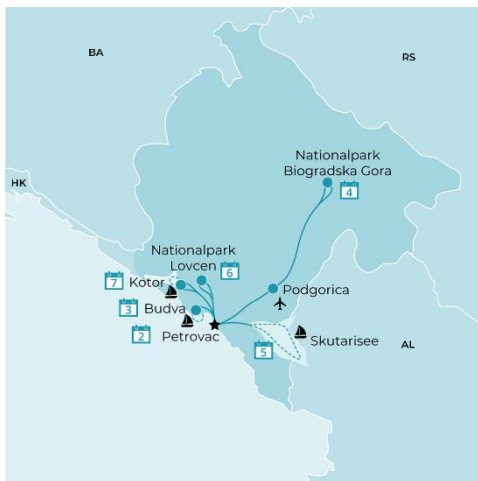 BA
RS
Nationalpark
Biogradska Gora
4
HK
Nationalpark
Lovcen
6
7
Kotor
Podgorica
3
Budva
2
Petrovac
Skutarisee
5
AL